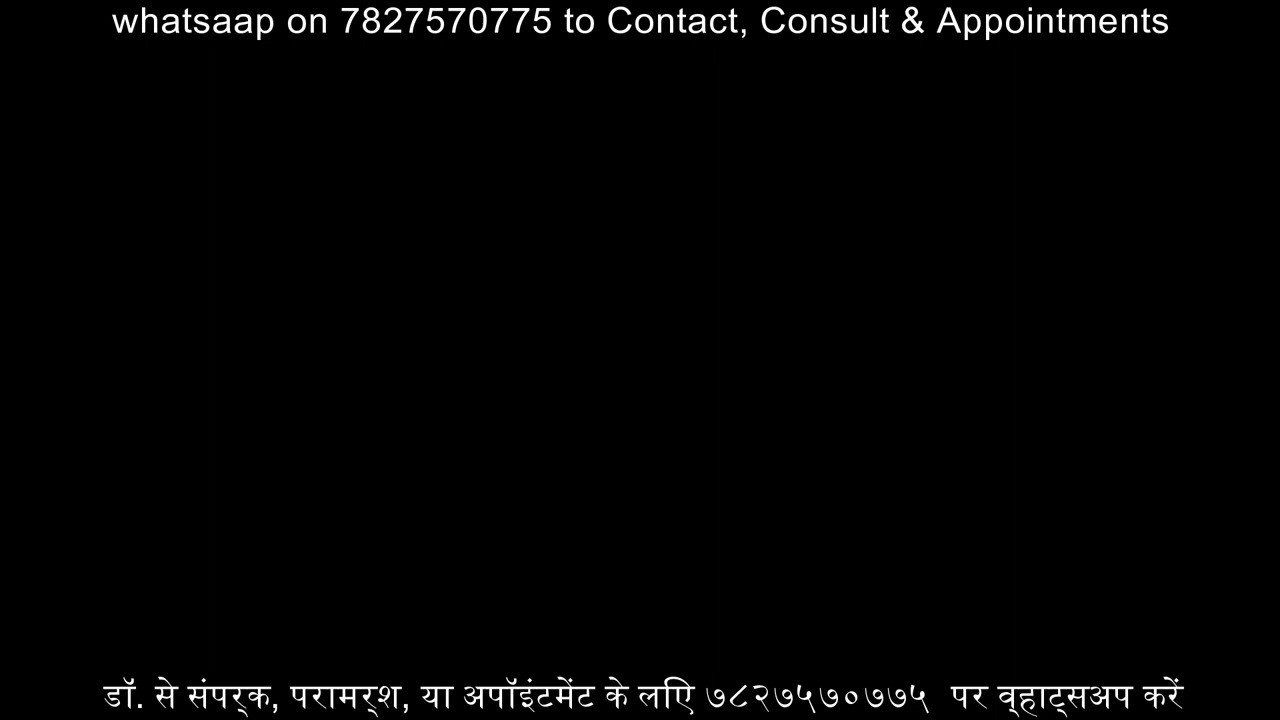 whatsaap on 7827570775 to Contact, Consult & Appointments
डॉ. से संपर्क, परामर्श, या अपॉइंटमेंट के लिए ७८२७५७०७७५ पर व्हाट्सअप करें